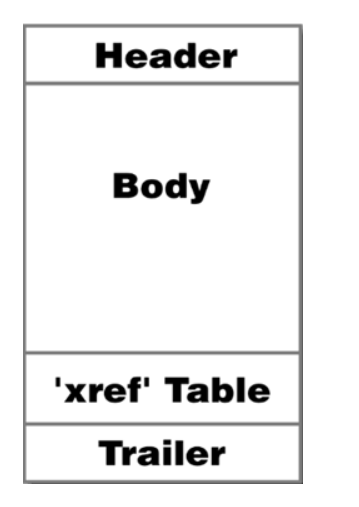 Header
Body
'xref' Table
Trailer